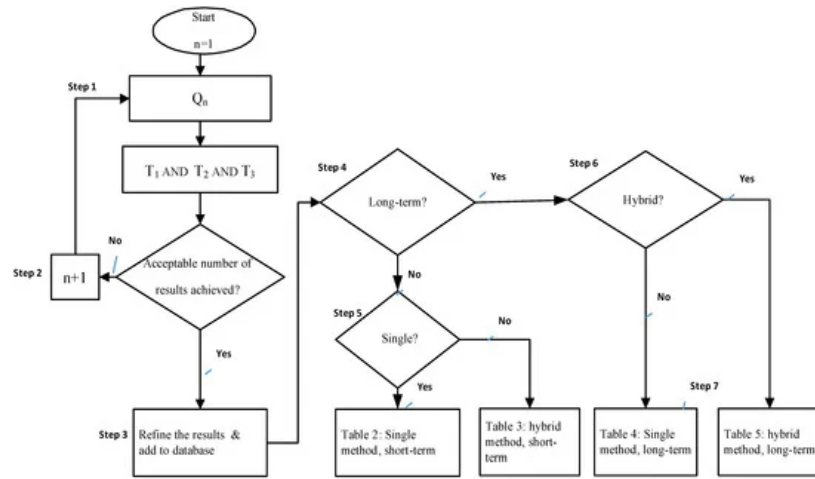 Start
n=1
Step 1
Qn
T1 AND T2 AND T3
No
Step 2
n+1
Acceptable number of
results achieved?
Yes
Step 3
Refine the results &
add to database
Step 4
Long-term?
Yes
No
Step 5
Single?
No
Yes
Table 2: Single
method, short-term
Table 3: hybrid
method, short-
term
Step 6
Hybrid?
Yes
No
Step 7
Table 4: Single
method, long-term
Table 5: hybrid
method, long-term